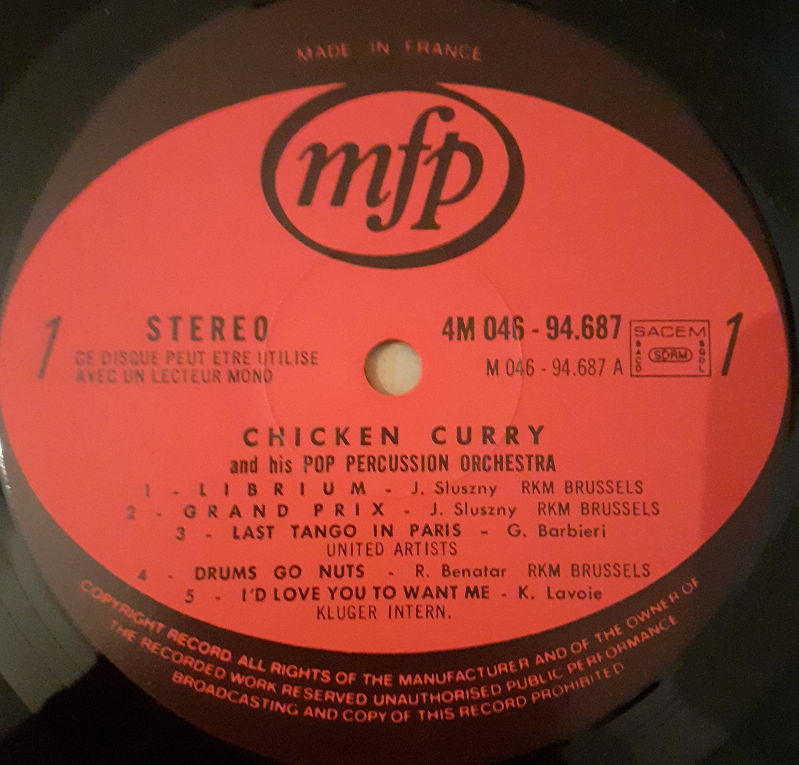 MADE IN FRANCE
mfp
1
STEREO
CE DISQUE PEUT ETRE UTILISE
AVEC UN LECTEUR MONO
4M 046 - 94.687
M 046 - 94.687 A
SACEM
SACD
SDRM
SGDL
1
CHICKEN CURRY
and his POP PERCUSSION ORCHESTRA
1 - LIBRIUM - J. Sluszny RKM BRUSSELS
2 - GRAND PRIX - J. Sluszny RKM BRUSSELS
3 - LAST TANGO IN PARIS - G. Barbieri
UNITED ARTISTS
4 - DRUMS GO NUTS - R. Benatar RKM BRUSSELS
5 - I'D LOVE YOU TO WANT ME - K. Lavoie
KLUGER INTERN.
COPYRIGHT RECORD. ALL RIGHTS OF THE MANUFACTURER AND OF THE OWNER OF
THE RECORDED WORK RESERVED UNAUTHORISED PUBLIC PERFORMANCE
BROADCASTING AND COPY OF THIS RECORD PROHIBITED